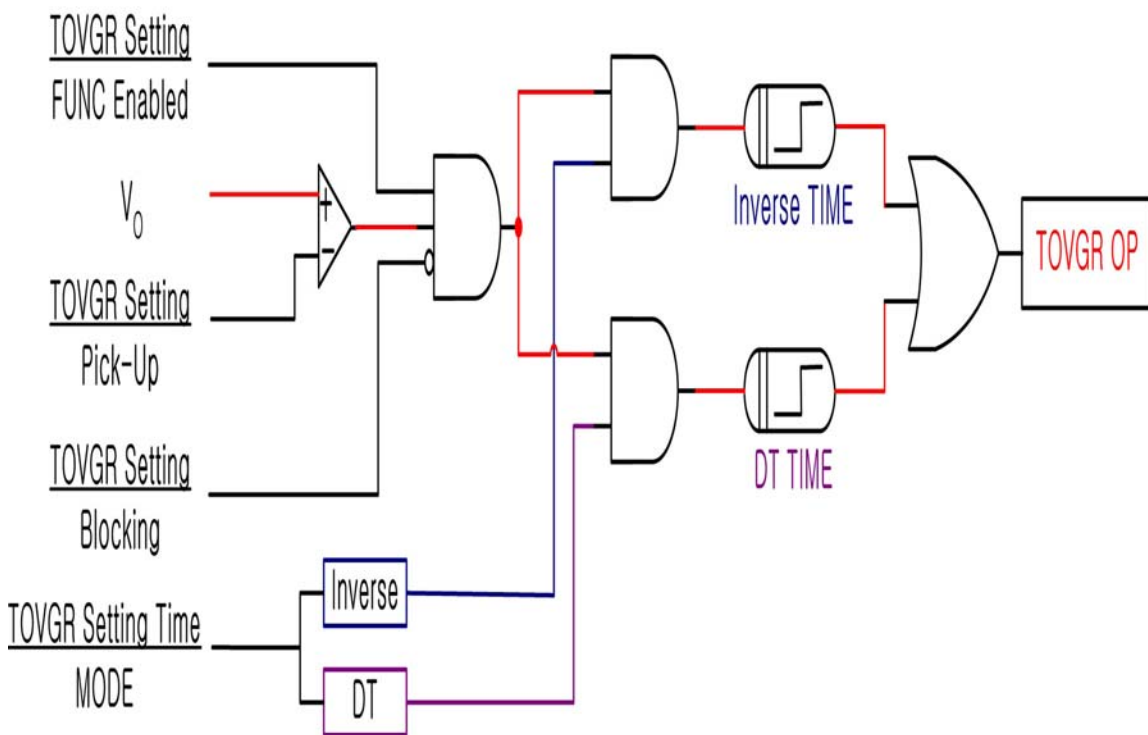 TOVGR Setting
FUNC Enabled
V0
+
-
TOVGR Setting
Pick-Up
TOVGR Setting
Blocking
TOVGR Setting Time
MODE
Inverse
DT
Inverse TIME
DT TIME
TOVGR OP